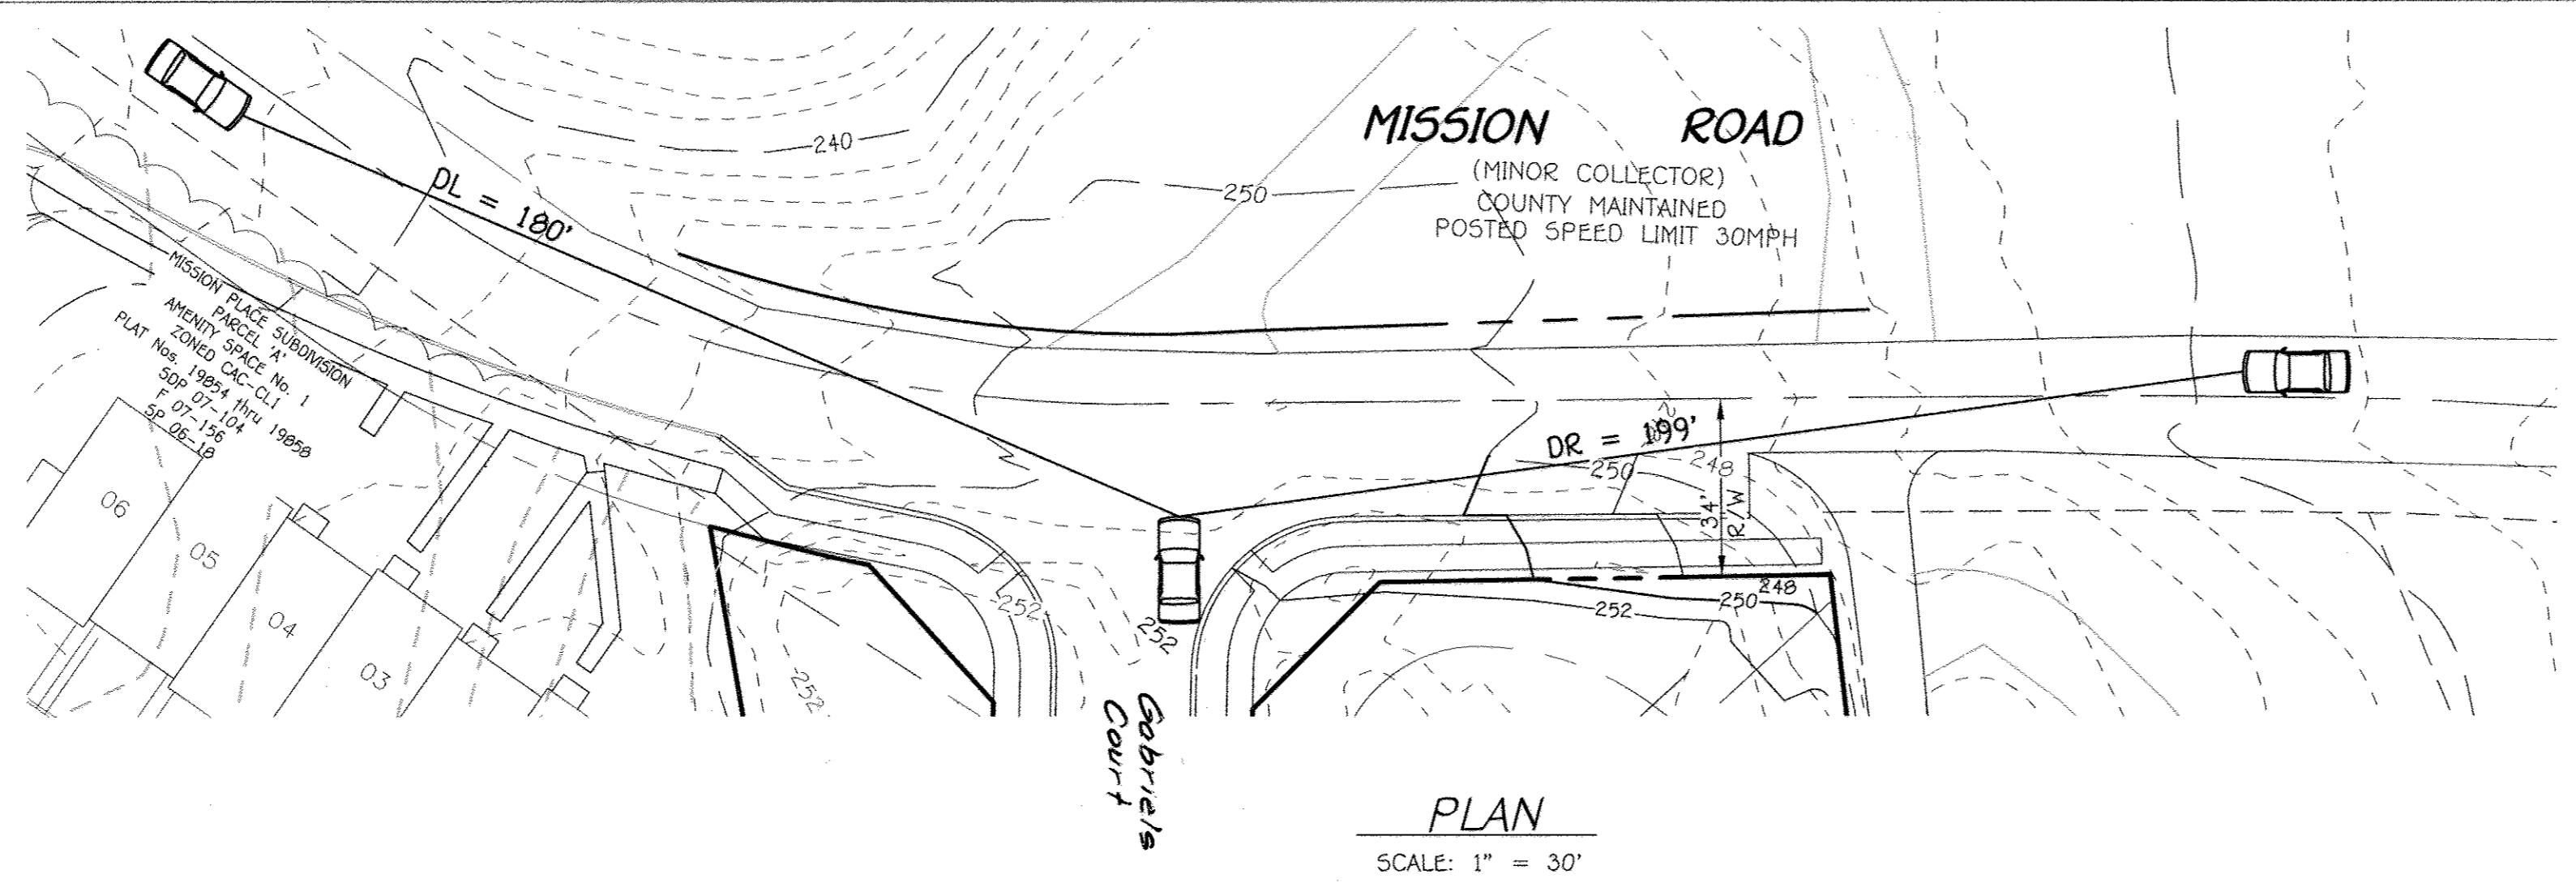 MISSION ROAD
(MINOR COLLECTOR)
COUNTY MAINTAINED
POSTED SPEED LIMIT 30MPH
240
250
DL = 180'
MISSION PLACE SUBDIVISION
PARCEL 'A'
AMENITY SPACE No. 1
ZONED CAC-CL1
PLAT Nos. 19854 thru 19858
SDP 07-104
F 07-156
SP 06-18
DR = 199'
250
248
34'
R/W
06
05
04
03
252
252
252
252
250
248
Gabriel's
Court
PLAN
SCALE: 1" = 30'